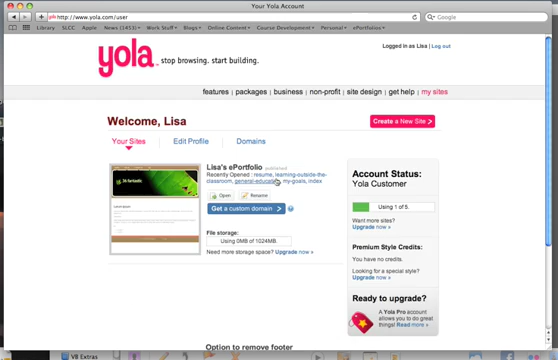 Your Yola Account
http://www.yola.com/user
Google
Library SLCC Apple News (1453) Work Stuff Blogs Online Content Course Development Personal ePortfolios
Logged in as Lisa | Log out
yola stop browsing. start building.
features | packages | business | non-profit | site design | get help | my sites
Welcome, Lisa
Create a New Site >
Your Sites Edit Profile Domains
Lisa's ePortfolio published
Recently Opened : resume, learning-outside-the-
classroom, general-education, my-goals, index
Open Rename
Get a custom domain > ?
File storage:
Using 0MB of 1024MB
Need more storage space? Upgrade now »
Account Status:
Yola Customer
Using 1 of 5.
Want more sites?
Upgrade now »
Premium Style Credits:
You have no credits.
Looking for a special style?
Upgrade now »
Ready to upgrade?
A Yola Pro account
allows you to do great
things! Read more »
Option to remove footer
VB Extras